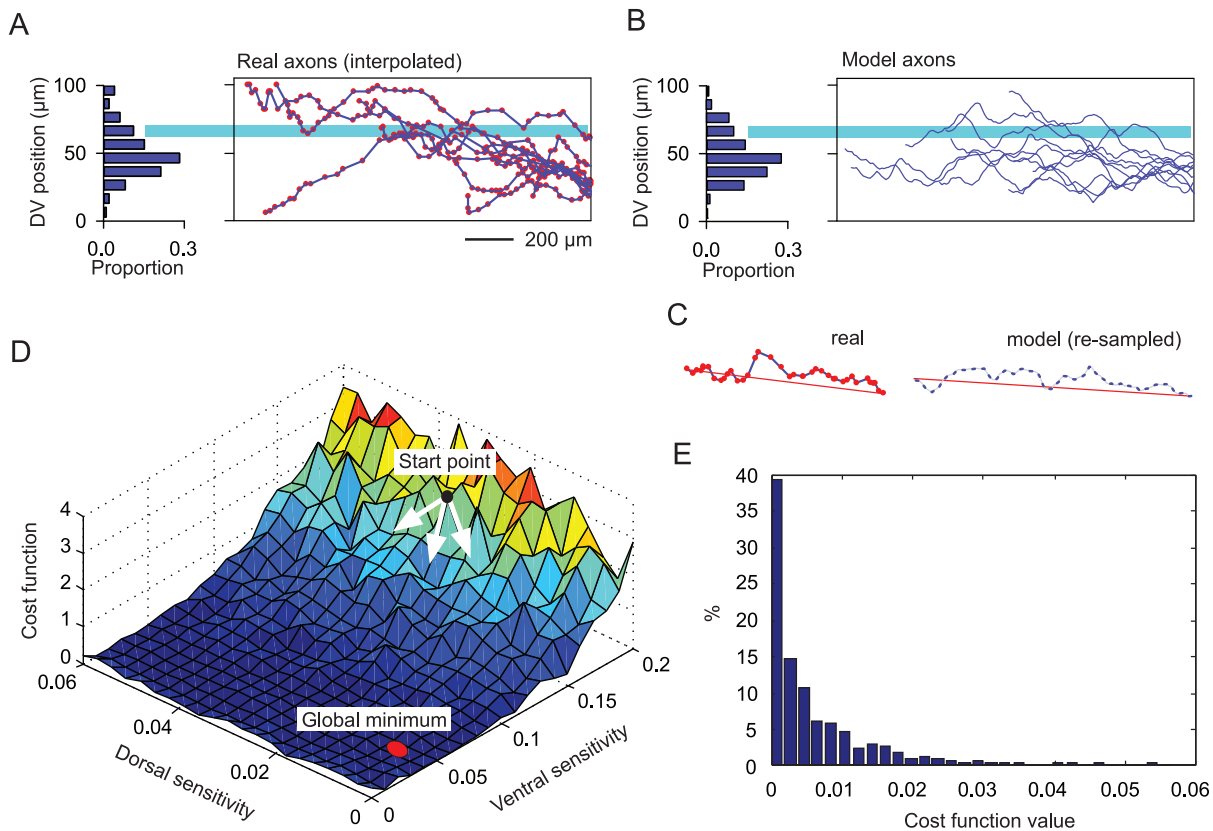 A
Real axons (interpolated)
DV position (µm)
100
50
0
0.0
0.3
Proportion
200 µm
B
Model axons
DV position (µm)
100
50
0
0.0
0.3
Proportion
C
real
model (re-sampled)
D
Cost function
4
3
2
1
0
Start point
Global minimum
0.06
0.04
0.02
0
Dorsal sensitivity
0
0.05
0.1
0.15
0.2
Ventral sensitivity
E
%
40
35
30
25
20
15
10
5
0
0
0.01
0.02
0.03
0.04
0.05
0.06
Cost function value